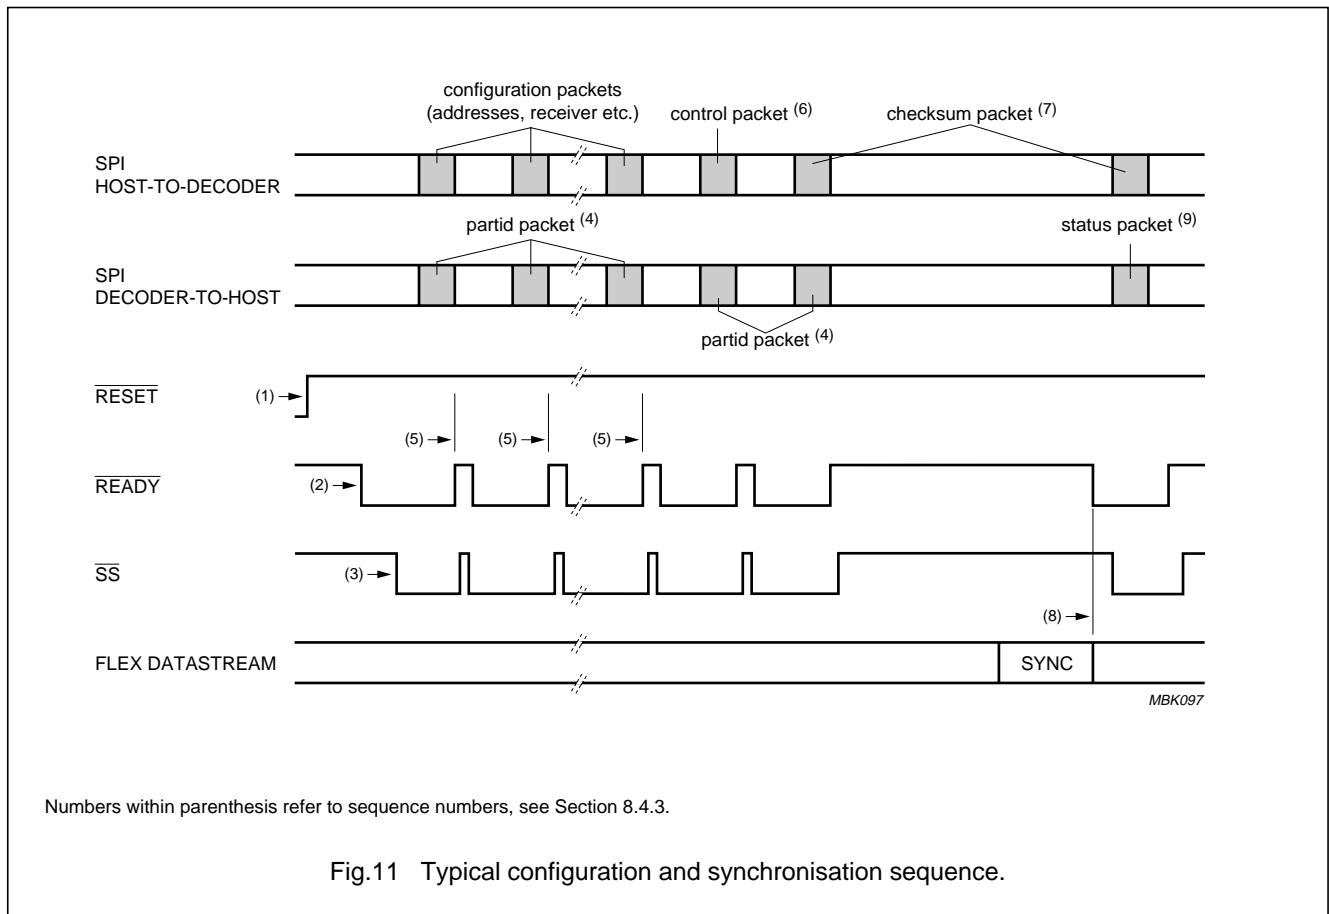 configuration packets
(addresses, receiver etc.)
control packet (6)
checksum packet (7)
SPI
HOST-TO-DECODER
partid packet (4)
status packet (9)
SPI
DECODER-TO-HOST
partid packet (4)
RESET
(1)
(5)
(5)
(5)
READY
(2)
SS
(3)
(8)
FLEX DATASTREAM
SYNC
MBK097
Numbers within parenthesis refer to sequence numbers, see Section 8.4.3.
Fig.11 Typical configuration and synchronisation sequence.